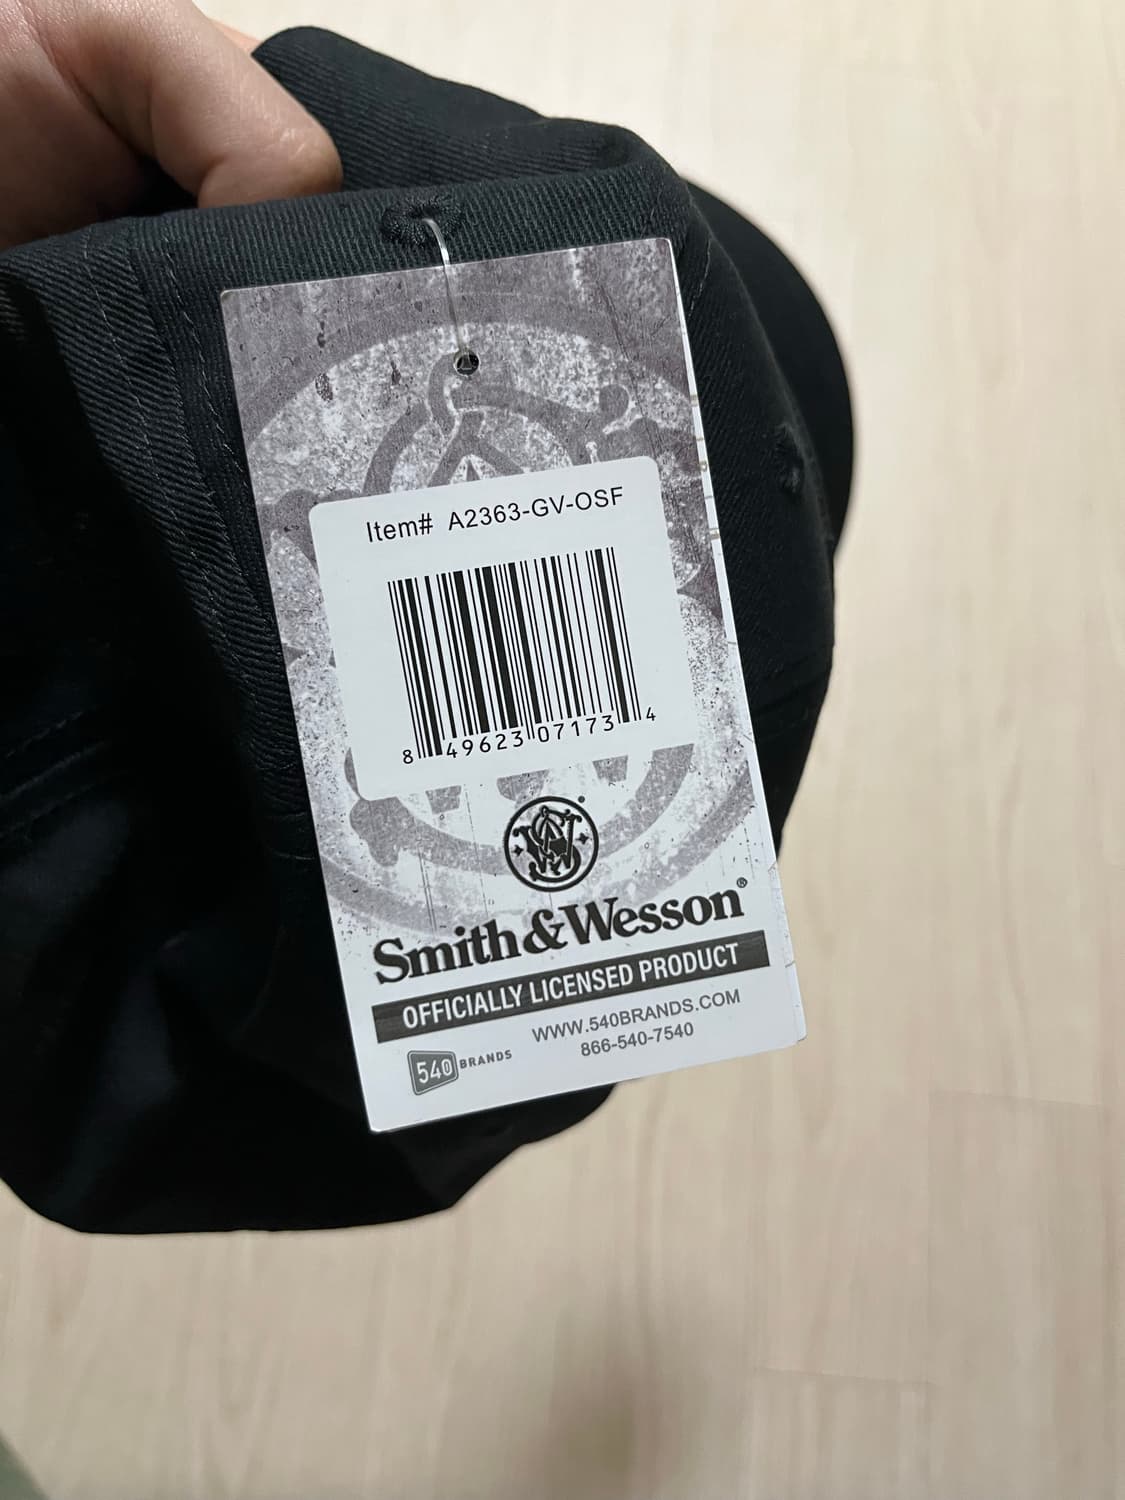 Item# A2363-GV-OSF
8 49623 07173 4
Smith&Wesson®
OFFICIALLY LICENSED PRODUCT
WWW.540BRANDS.COM
866-540-7540
540 BRANDS